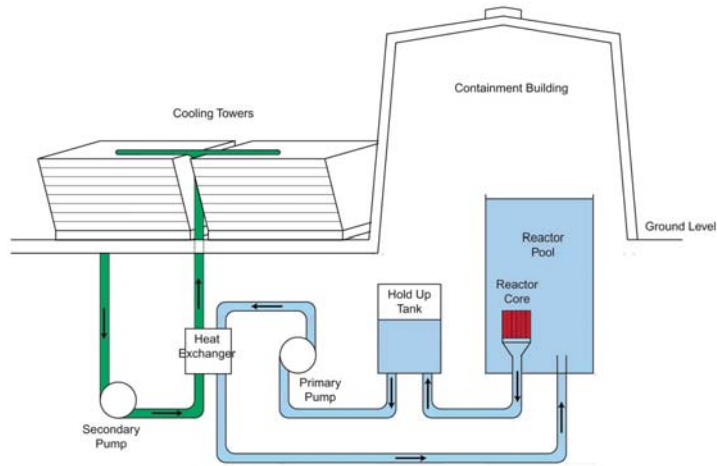 Containment Building
Cooling Towers
Ground Level
Reactor
Pool
Reactor
Core
Hold Up
Tank
Heat
Exchanger
Primary
Pump
Secondary
Pump